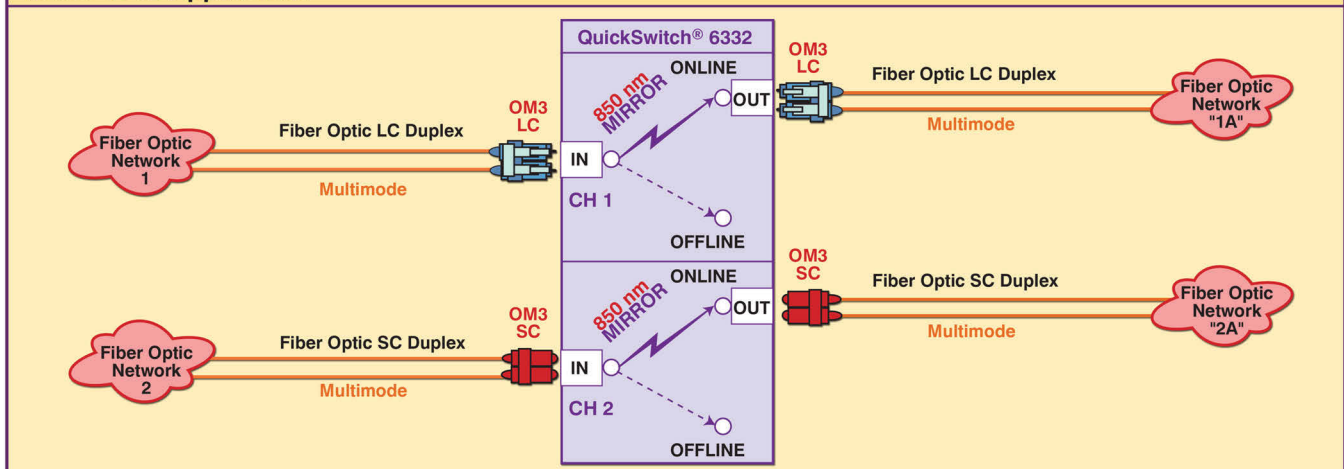 QuickSwitch® 6332
ONLINE
850 nm
MIRROR
OUT
IN
CH 1
OFFLINE
OM3
LC
Fiber Optic LC Duplex
Multimode
Fiber Optic
Network
1
OM3
LC
Fiber Optic LC Duplex
Multimode
Fiber Optic
Network
"1A"
ONLINE
850 nm
MIRROR
OUT
IN
CH 2
OFFLINE
OM3
SC
Fiber Optic SC Duplex
Multimode
Fiber Optic
Network
2
OM3
SC
Fiber Optic SC Duplex
Multimode
Fiber Optic
Network
"2A"